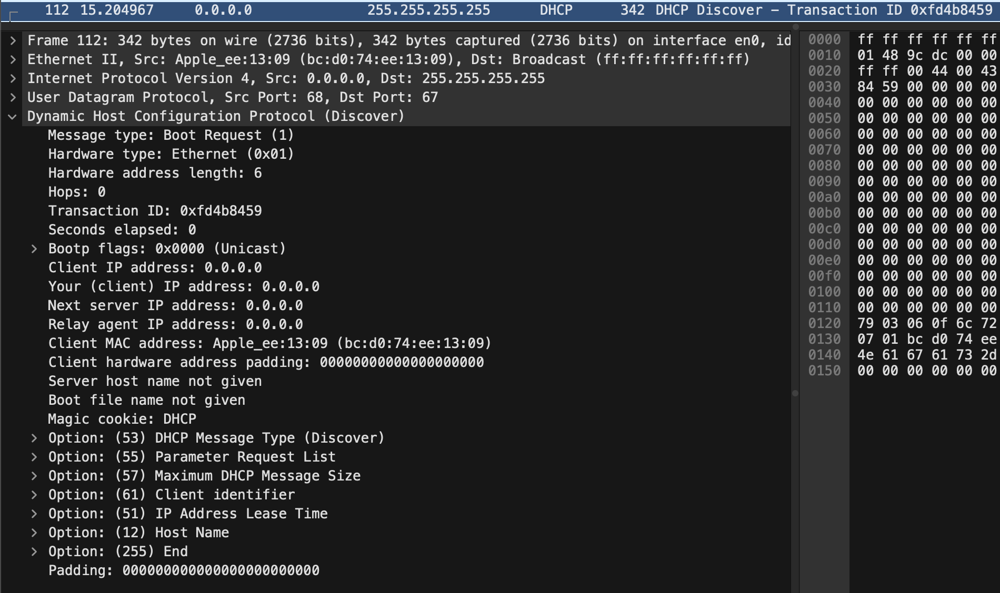 112 15.204967 0.0.0.0 255.255.255.255 DHCP 342 DHCP Discover – Transaction ID 0xfd4b8459
Frame 112: 342 bytes on wire (2736 bits), 342 bytes captured (2736 bits) on interface en0, id
Ethernet II, Src: Apple_ee:13:09 (bc:d0:74:ee:13:09), Dst: Broadcast (ff:ff:ff:ff:ff:ff)
Internet Protocol Version 4, Src: 0.0.0.0, Dst: 255.255.255.255
User Datagram Protocol, Src Port: 68, Dst Port: 67
Dynamic Host Configuration Protocol (Discover)
Message type: Boot Request (1)
Hardware type: Ethernet (0x01)
Hardware address length: 6
Hops: 0
Transaction ID: 0xfd4b8459
Seconds elapsed: 0
Bootp flags: 0x0000 (Unicast)
Client IP address: 0.0.0.0
Your (client) IP address: 0.0.0.0
Next server IP address: 0.0.0.0
Relay agent IP address: 0.0.0.0
Client MAC address: Apple_ee:13:09 (bc:d0:74:ee:13:09)
Client hardware address padding: 00000000000000000000
Server host name not given
Boot file name not given
Magic cookie: DHCP
Option: (53) DHCP Message Type (Discover)
Option: (55) Parameter Request List
Option: (57) Maximum DHCP Message Size
Option: (61) Client identifier
Option: (51) IP Address Lease Time
Option: (12) Host Name
Option: (255) End
Padding: 000000000000000000000000
0000 ff ff ff ff ff ff
0010 01 48 9c dc 00 00
0020 ff ff 00 44 00 43
0030 84 59 00 00 00 00
0040 00 00 00 00 00 00
0050 00 00 00 00 00 00
0060 00 00 00 00 00 00
0070 00 00 00 00 00 00
0080 00 00 00 00 00 00
0090 00 00 00 00 00 00
00a0 00 00 00 00 00 00
00b0 00 00 00 00 00 00
00c0 00 00 00 00 00 00
00d0 00 00 00 00 00 00
00e0 00 00 00 00 00 00
00f0 00 00 00 00 00 00
0100 00 00 00 00 00 00
0110 00 00 00 00 00 00
0120 79 03 06 0f 6c 72
0130 07 01 bc d0 74 ee
0140 4e 61 67 61 73 2d
0150 00 00 00 00 00 00